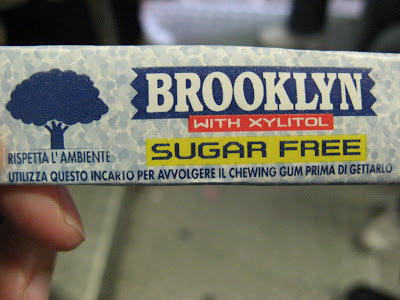 BROOKLYN
WITH XYLITOL
SUGAR FREE
RISPETTA L'AMBIENTE
UTILIZZA QUESTO INCARTO PER AVVOLGERE IL CHEWING GUM PRIMA DI GETTARLO